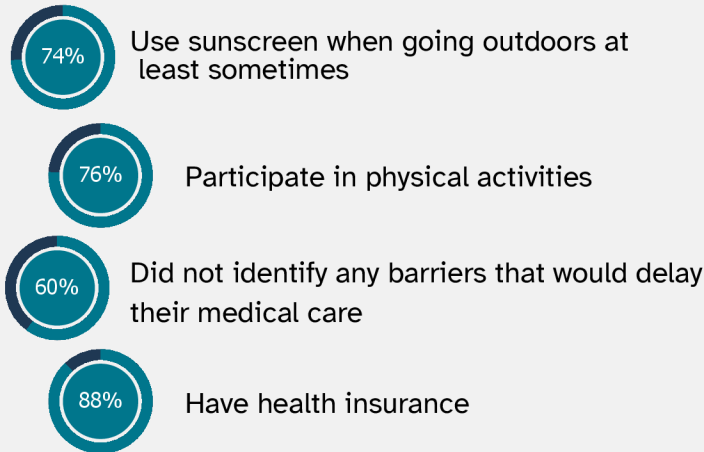 74%
Use sunscreen when going outdoors at
least sometimes
76%
Participate in physical activities
60%
Did not identify any barriers that would delay
their medical care
88%
Have health insurance